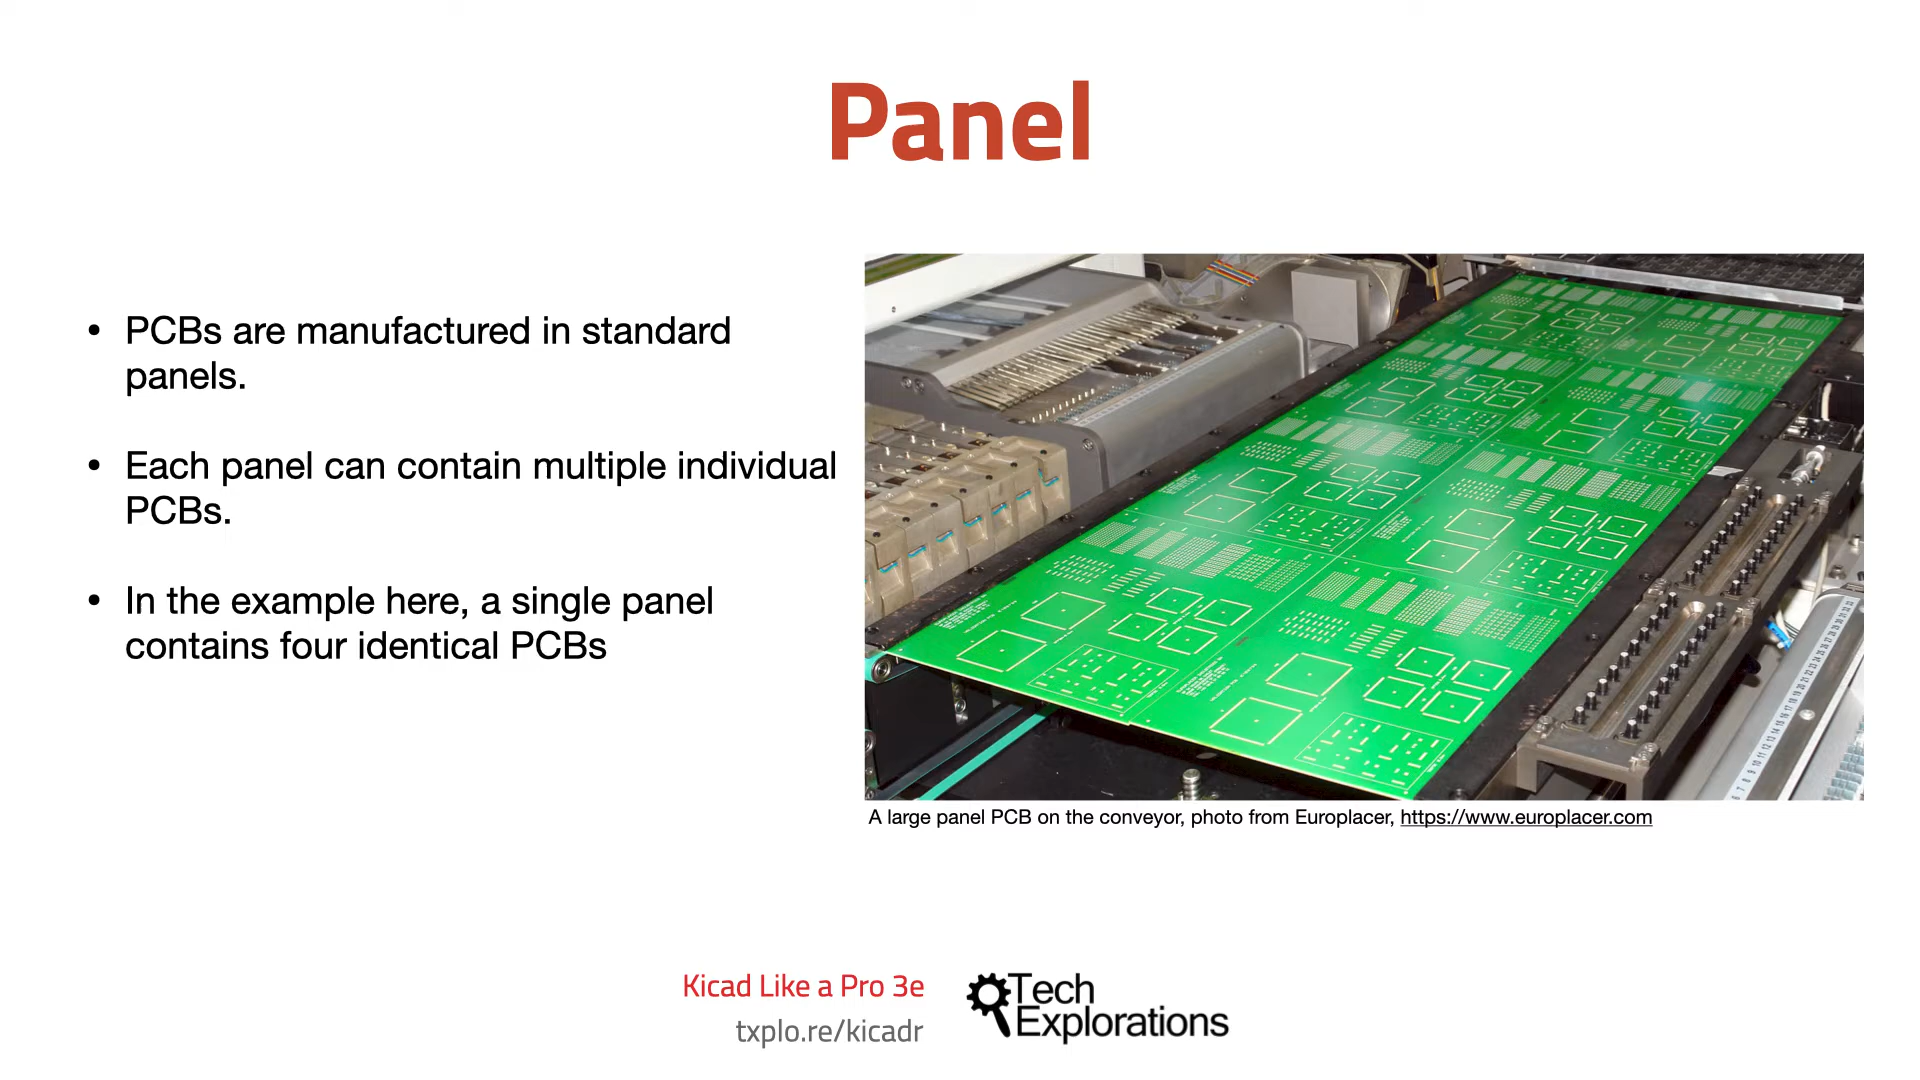 Panel
• PCBs are manufactured in standard
panels.
• Each panel can contain multiple individual
PCBs.
• In the example here, a single panel
contains four identical PCBs
A large panel PCB on the conveyor, photo from Europlacer, https://www.europlacer.com
Kicad Like a Pro 3e
txplo.re/kicadr
Tech
Explorations